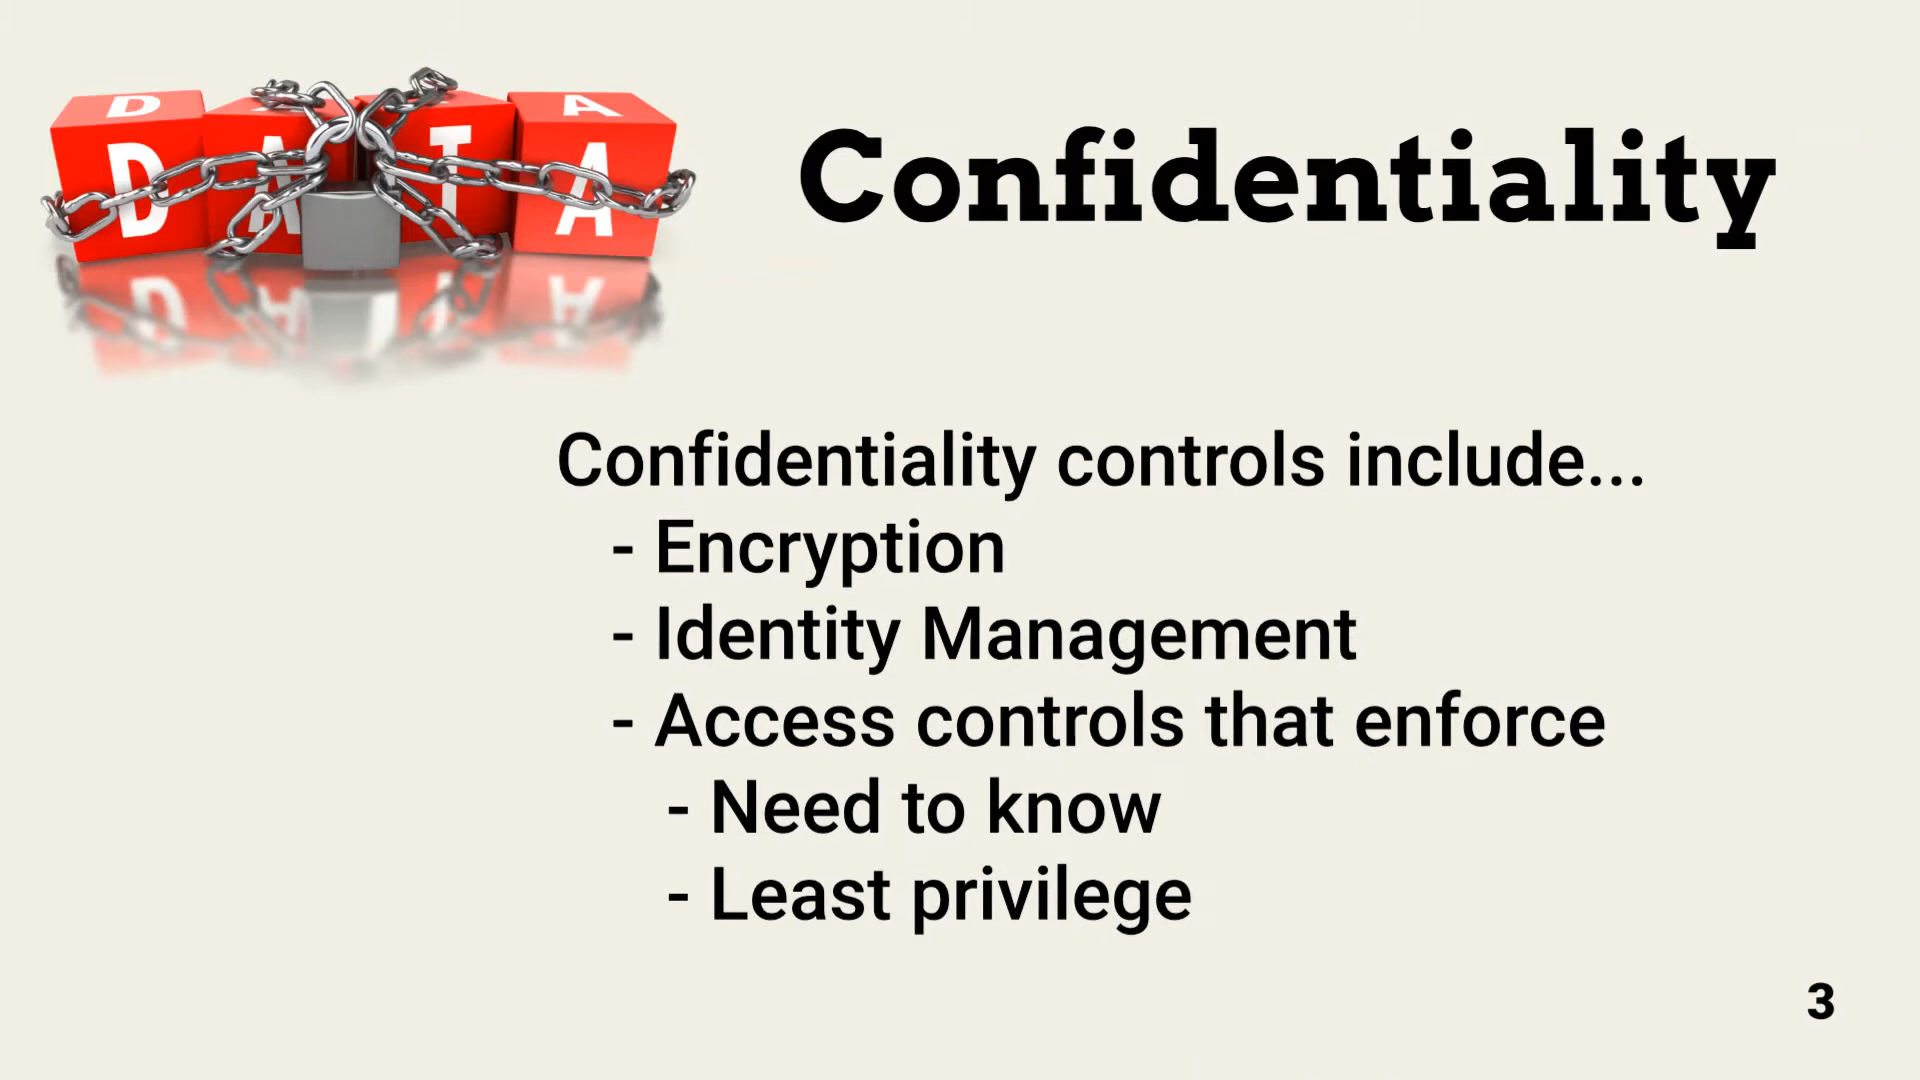 D A T A
Confidentiality
Confidentiality controls include...
- Encryption
- Identity Management
- Access controls that enforce
- Need to know
- Least privilege
3